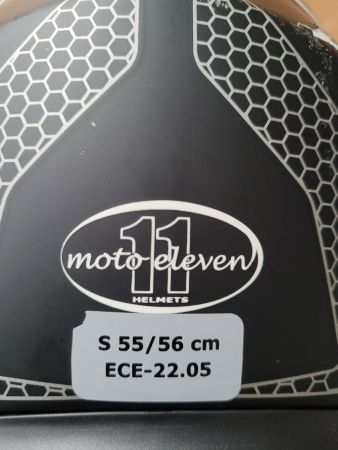 11
moto eleven
HELMETS
S 55/56 cm
ECE-22.05